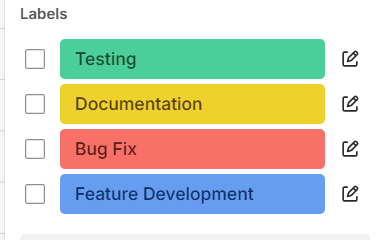 Labels
Testing
Documentation
Bug Fix
Feature Development